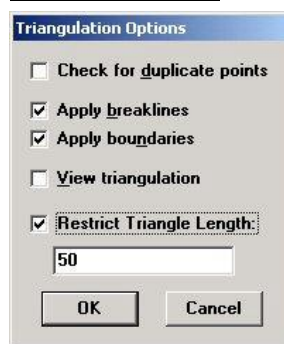 Triangulation Options
Check for duplicate points
Apply breaklines
Apply boundaries
View triangulation
Restrict Triangle Length:
50
OK Cancel